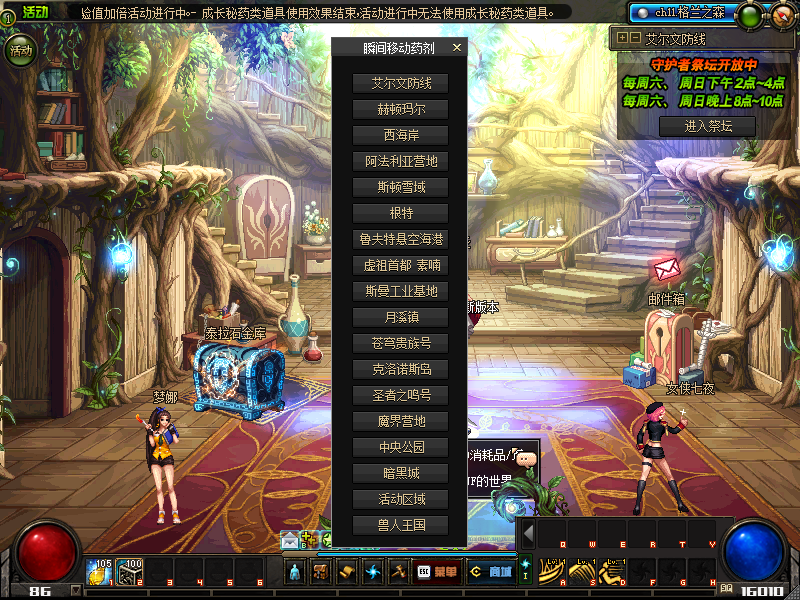 活动
验值加倍活动进行中。- 成长秘药类道具使用效果结束,活动进行中无法使用成长秘药类道具。
ch11.格兰之森
活动
艾尔文防线
守护者祭坛开放中
每周六、周日下午2点~4点
每周六、周日晚上8点~10点
进入祭坛
瞬间移动药剂
艾尔文防线
赫顿玛尔
西海岸
阿法利亚营地
斯顿雪域
根特
鲁夫特悬空海港
虚祖首都 素喃
斯曼工业基地
月溪镇
苍穹贵族号
克洛诺斯岛
圣者之鸣号
魔界营地
中央公园
暗黑城
活动区域
兽人王国
新版本
邮件箱
泰拉石金库
梦娜
女侠七夜
消耗品/
的世界
Q W E R T Y
105 100
1 2 3 4 5 6
ESC 菜单
商城
Lv.1 Lv.1 Lv.1
A S D F G H
86
SP 16010